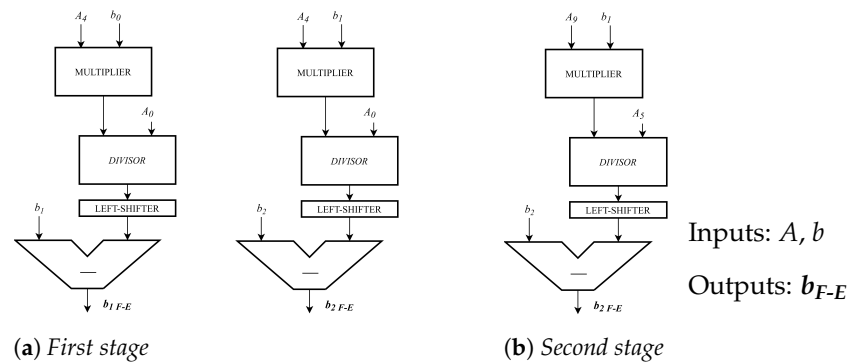 A4 b0
MULTIPLIER
A0
DIVISOR
LEFT-SHIFTER
b1
—
b1 F-E
A4 b1
MULTIPLIER
A0
DIVISOR
LEFT-SHIFTER
b2
—
b2 F-E
(a) First stage
A9 b1
MULTIPLIER
A5
DIVISOR
LEFT-SHIFTER
b2
—
b2 F-E
(b) Second stage
Inputs: A, b
Outputs: bF-E